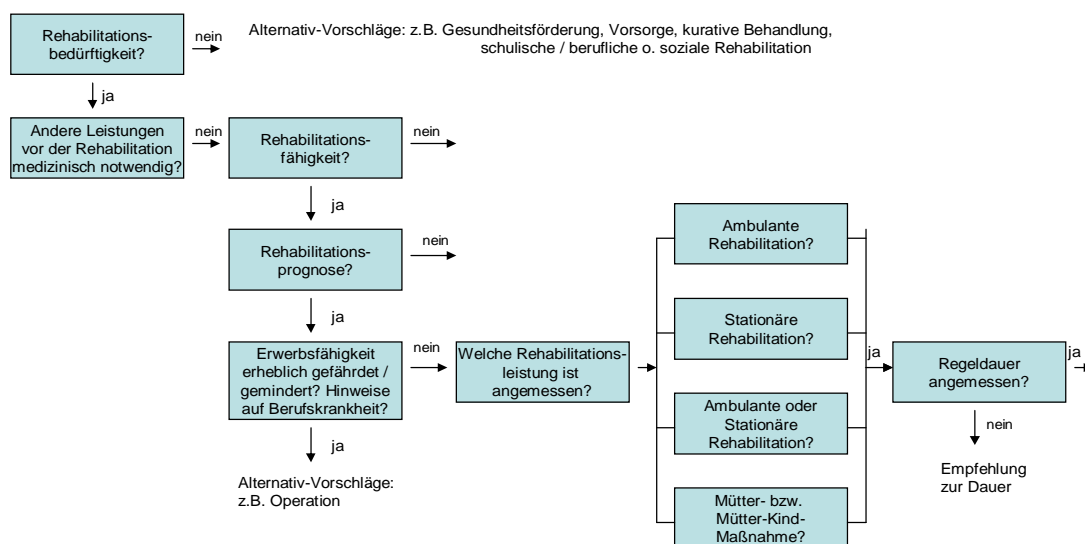 Rehabilitations-
bedürftigkeit?
nein
Alternativ-Vorschläge: z.B. Gesundheitsförderung, Vorsorge, kurative Behandlung,
schulische / berufliche o. soziale Rehabilitation
ja
Andere Leistungen
vor der Rehabilitation
medizinisch notwendig?
nein
Rehabilitations-
fähigkeit?
nein
ja
Rehabilitations-
prognose?
nein
ja
Erwerbsfähigkeit
erheblich gefährdet /
gemindert? Hinweise
auf Berufskrankheit?
nein
ja
Alternativ-Vorschläge:
z.B. Operation
Welche Rehabilitations-
leistung ist
angemessen?
Ambulante
Rehabilitation?
Stationäre
Rehabilitation?
Ambulante oder
Stationäre
Rehabilitation?
Mütter- bzw.
Mütter-Kind-
Maßnahme?
ja
Regeldauer
angemessen?
ja
nein
Empfehlung
zur Dauer